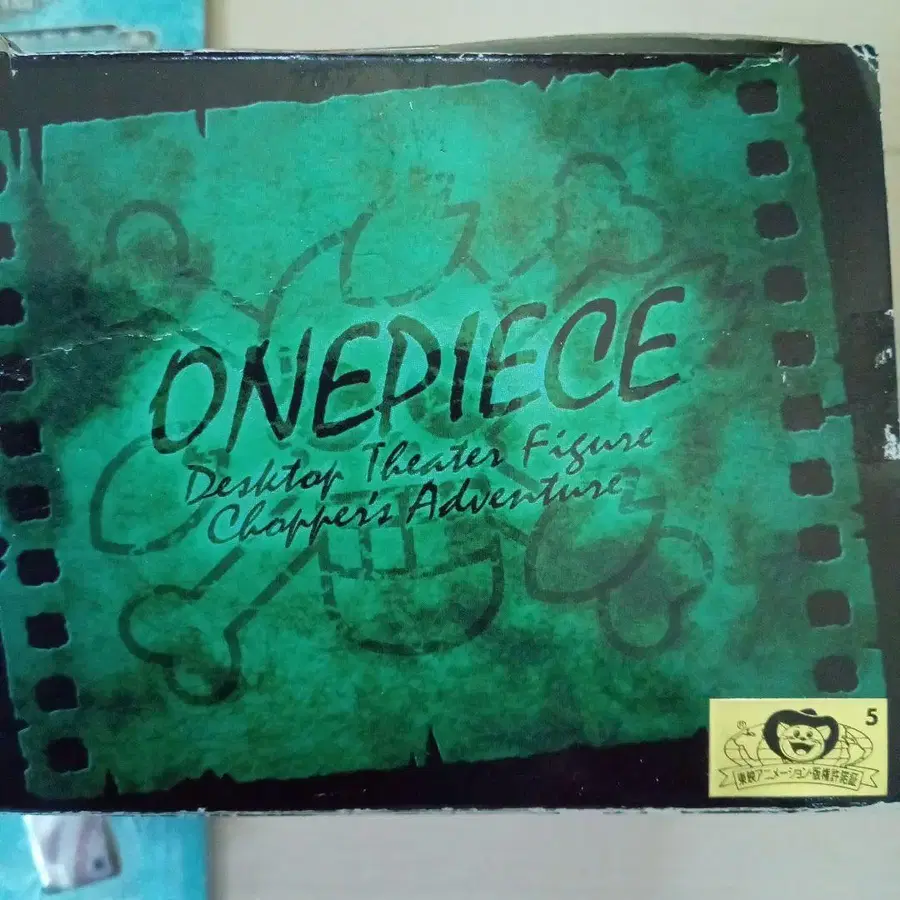 ONEPIECE
Desktop Theater Figure
Chopper's Adventure
5
®
東映アニメーション・版権許諾証